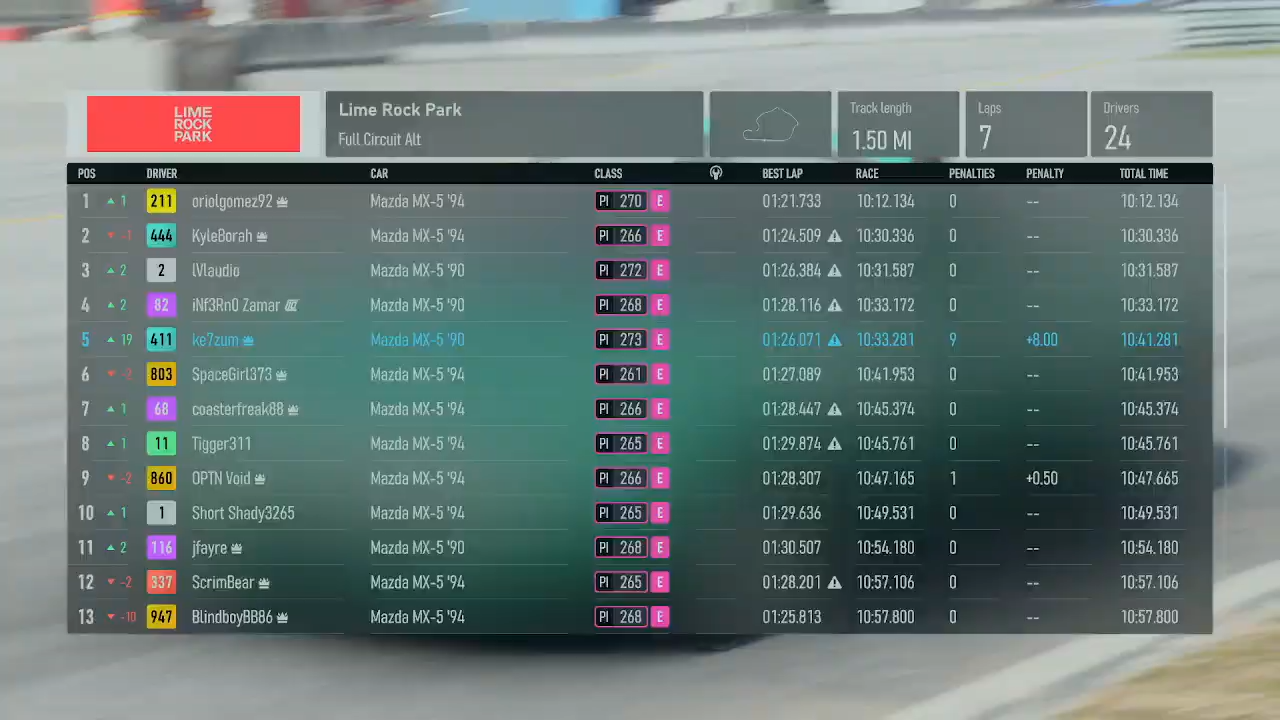 LIME
ROCK
PARK
Lime Rock Park
Full Circuit Alt
Track length
1.50 MI
Laps
7
Drivers
24
POS DRIVER CAR CLASS BEST LAP RACE PENALTIES PENALTY TOTAL TIME
1 1 211 oriolgomez92 Mazda MX-5 '94 PI 270 E 01:21.733 10:12.134 0 -- 10:12.134
2 -1 444 KyleBorah Mazda MX-5 '94 PI 266 E 01:24.509 10:30.336 0 -- 10:30.336
3 2 2 lVlaudio Mazda MX-5 '90 PI 272 E 01:26.384 10:31.587 0 -- 10:31.587
4 2 82 iNf3Rn0 Zamar Mazda MX-5 '90 PI 268 E 01:28.116 10:33.172 0 -- 10:33.172
5 19 411 ke7zum Mazda MX-5 '90 PI 273 E 01:26.071 10:33.281 9 +8.00 10:41.281
6 -2 803 SpaceGirl373 Mazda MX-5 '94 PI 261 E 01:27.089 10:41.953 0 -- 10:41.953
7 1 68 coasterfreak88 Mazda MX-5 '94 PI 266 E 01:28.447 10:45.374 0 -- 10:45.374
8 1 11 Tigger311 Mazda MX-5 '94 PI 265 E 01:29.874 10:45.761 0 -- 10:45.761
9 -2 860 OPTN Void Mazda MX-5 '94 PI 266 E 01:28.307 10:47.165 1 +0.50 10:47.665
10 1 1 Short Shady3265 Mazda MX-5 '94 PI 265 E 01:29.636 10:49.531 0 -- 10:49.531
11 2 116 jfayre Mazda MX-5 '90 PI 268 E 01:30.507 10:54.180 0 -- 10:54.180
12 -2 337 ScrimBear Mazda MX-5 '94 PI 265 E 01:28.201 10:57.106 0 -- 10:57.106
13 -10 947 BlindboyBB86 Mazda MX-5 '94 PI 268 E 01:25.813 10:57.800 0 -- 10:57.800